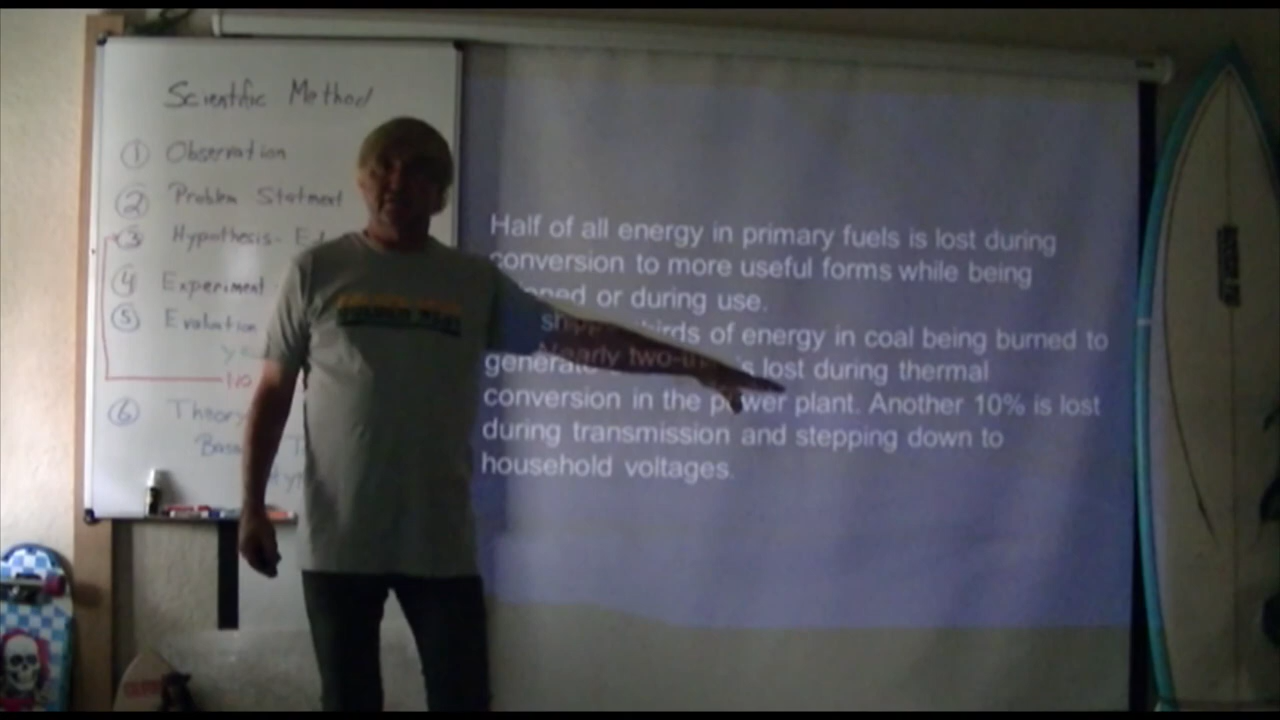 Scientific Method
1 Observation
2 Problem Statment
3 Hypothesis-
4 Experiment
5 Evaluation
no
6 Theory
Half of all energy in primary fuels is lost during
conversion to more useful forms while being
or during use.
of energy in coal being burned to
Nearly
lost during thermal
conversion in the power plant. Another 10% is lost
during transmission and stepping down to
household voltages.